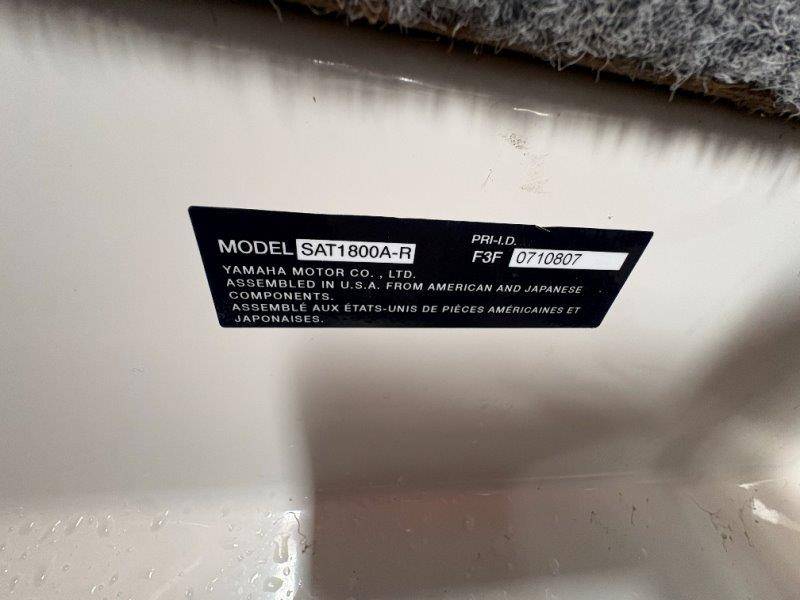 MODEL SAT1800A-R
PRI-I.D.
F3F 0710807
YAMAHA MOTOR CO. , LTD.
ASSEMBLED IN U.S.A. FROM AMERICAN AND JAPANESE
COMPONENTS.
ASSEMBLÉ AUX ÉTATS-UNIS DE PIÈCES AMÉRICAINES ET
JAPONAISES.